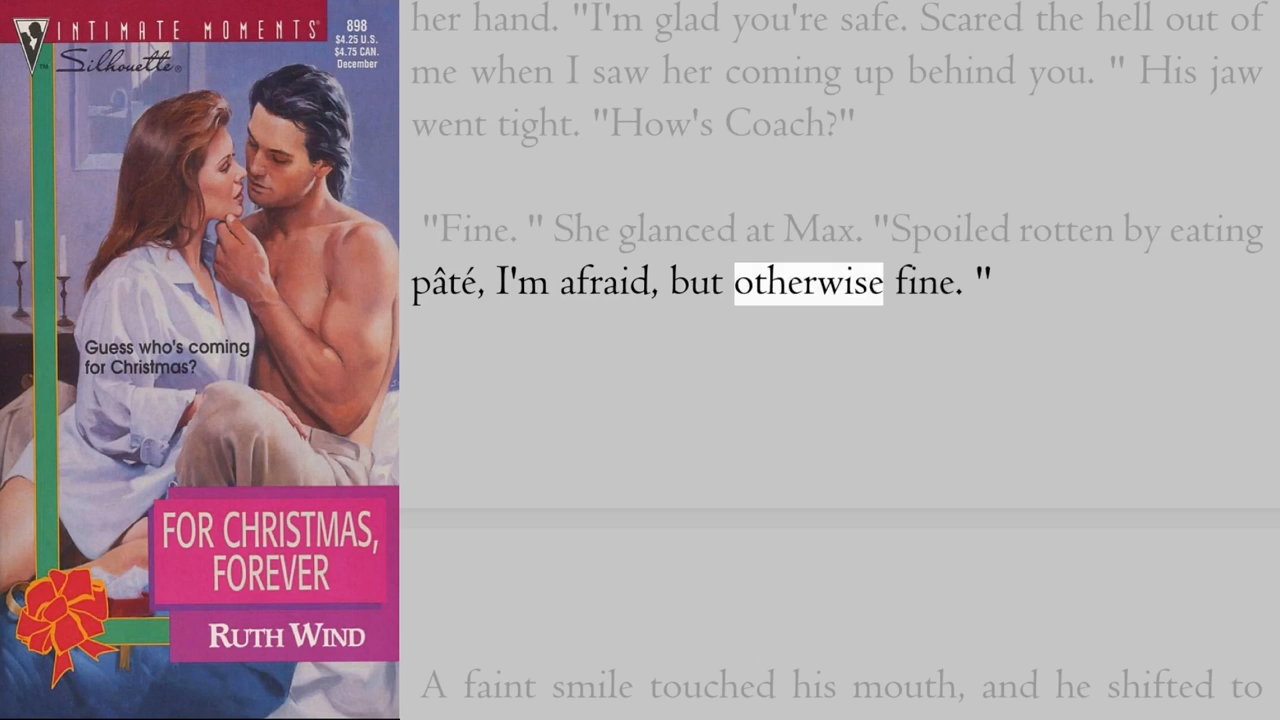 INTIMATE MOMENTS®
Silhouette®
TM
898
$4.25 U.S.
$4.75 CAN.
December
Guess who's coming
for Christmas?
FOR CHRISTMAS,
FOREVER
RUTH WIND
her hand. "I'm glad you're safe. Scared the hell out of
me when I saw her coming up behind you. " His jaw
went tight. "How's Coach?"
"Fine. " She glanced at Max. "Spoiled rotten by eating
pâté, I'm afraid, but otherwise fine. "
A faint smile touched his mouth, and he shifted to